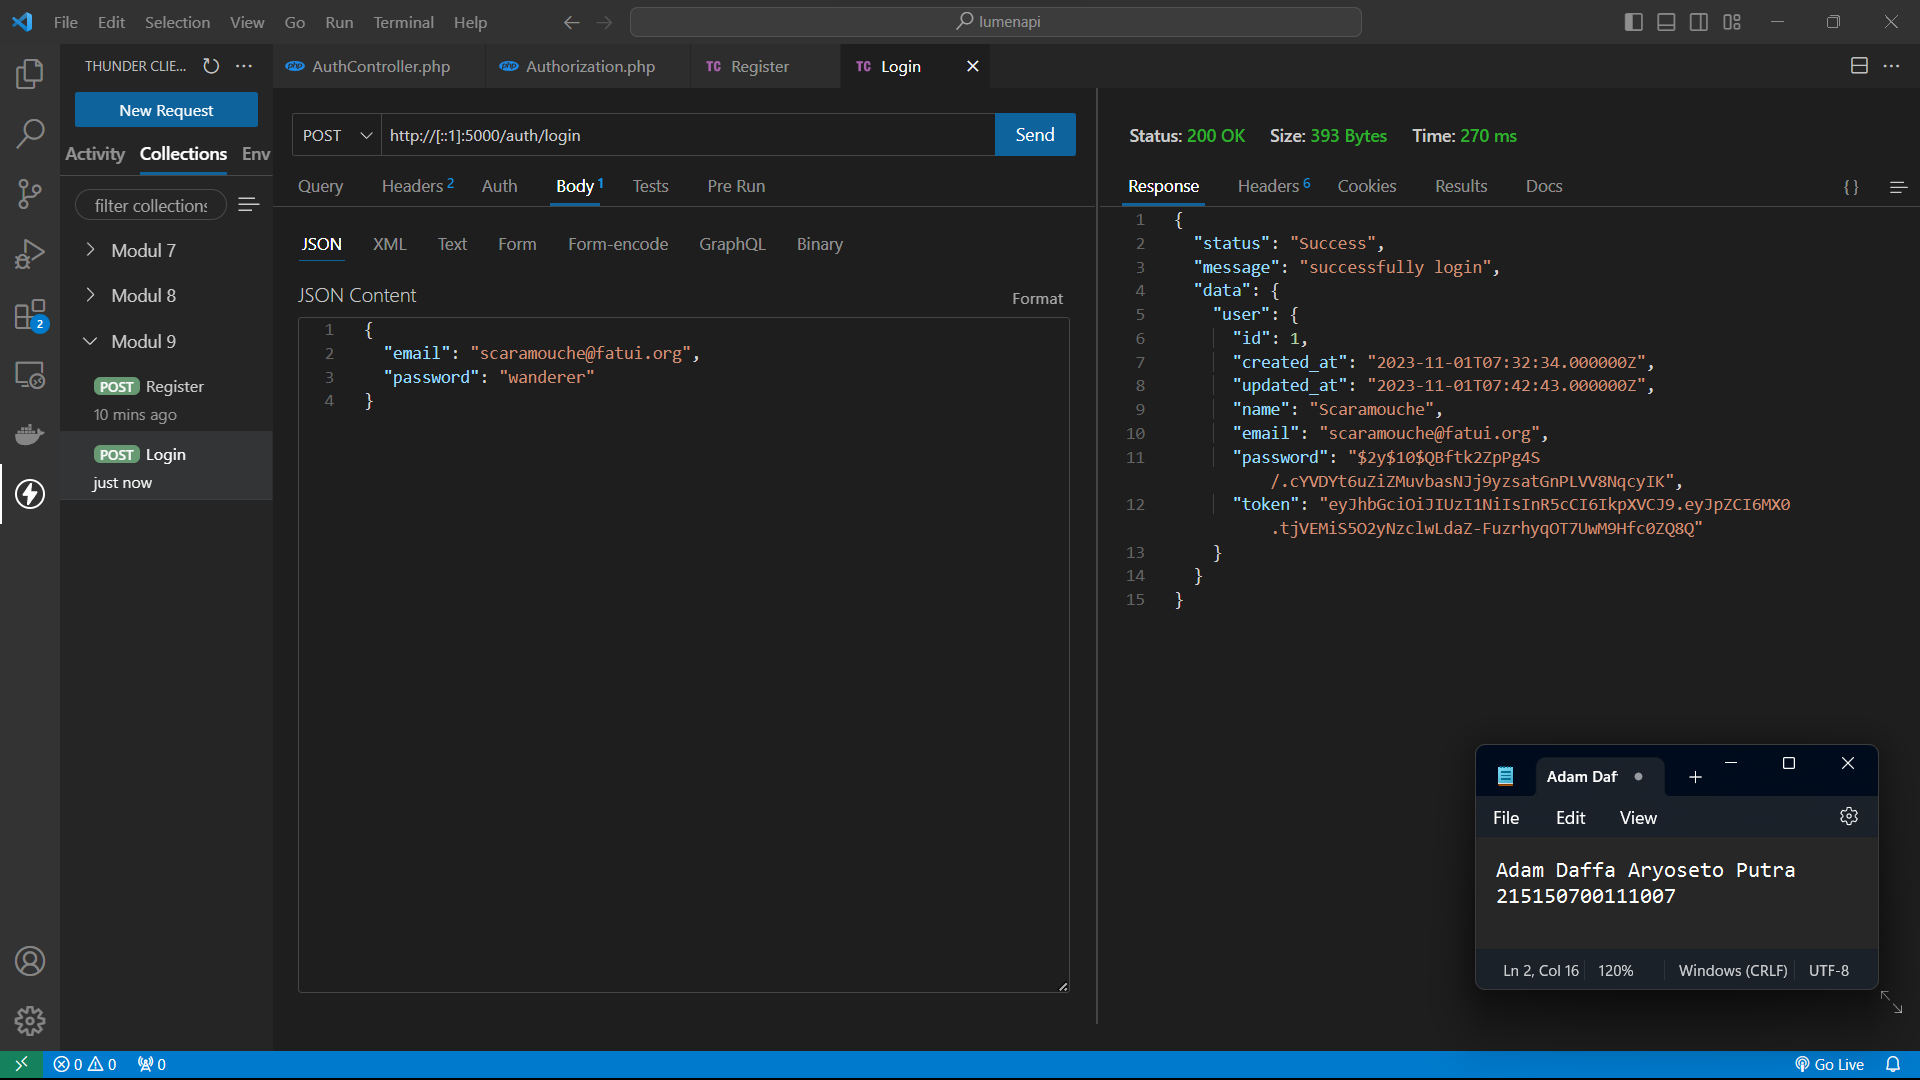 File Edit Selection View Go Run Terminal Help
lumenapi
THUNDER CLIE...
AuthController.php
Authorization.php
TC Register
TC Login
New Request
Activity Collections Env
filter collections
Modul 7
Modul 8
Modul 9
POST Register
10 mins ago
POST Login
just now
2
POST http://[::1]:5000/auth/login Send
Query Headers 2 Auth Body 1 Tests Pre Run
JSON XML Text Form Form-encode GraphQL Binary
JSON Content
Format
1 {
2 "email": "scaramouche@fatui.org",
3 "password": "wanderer"
4 }
Status: 200 OK Size: 393 Bytes Time: 270 ms
Response Headers 6 Cookies Results Docs {}
1 {
2 "status": "Success",
3 "message": "successfully login",
4 "data": {
5 "user": {
6 "id": 1,
7 "created_at": "2023-11-01T07:32:34.000000Z",
8 "updated_at": "2023-11-01T07:42:43.000000Z",
9 "name": "Scaramouche",
10 "email": "scaramouche@fatui.org",
11 "password": "$2y$10$QBftk2ZpPg4S
/.cYVDYt6uZiZMuvbasNJj9yzsatGnPLVV8NqcyIK",
12 "token": "eyJhbGciOiJIUzI1NiIsInR5cCI6IkpXVCJ9.eyJpZCI6MX0
.tjVEMiS5O2yNzclwLdaZ-FuzrhyqOT7UwM9Hfc0ZQ8Q"
13 }
14 }
15 }
Adam Daf
File Edit View
Adam Daffa Aryoseto Putra
215150700111007
Ln 2, Col 16 120% Windows (CRLF) UTF-8
0 0 0
Go Live